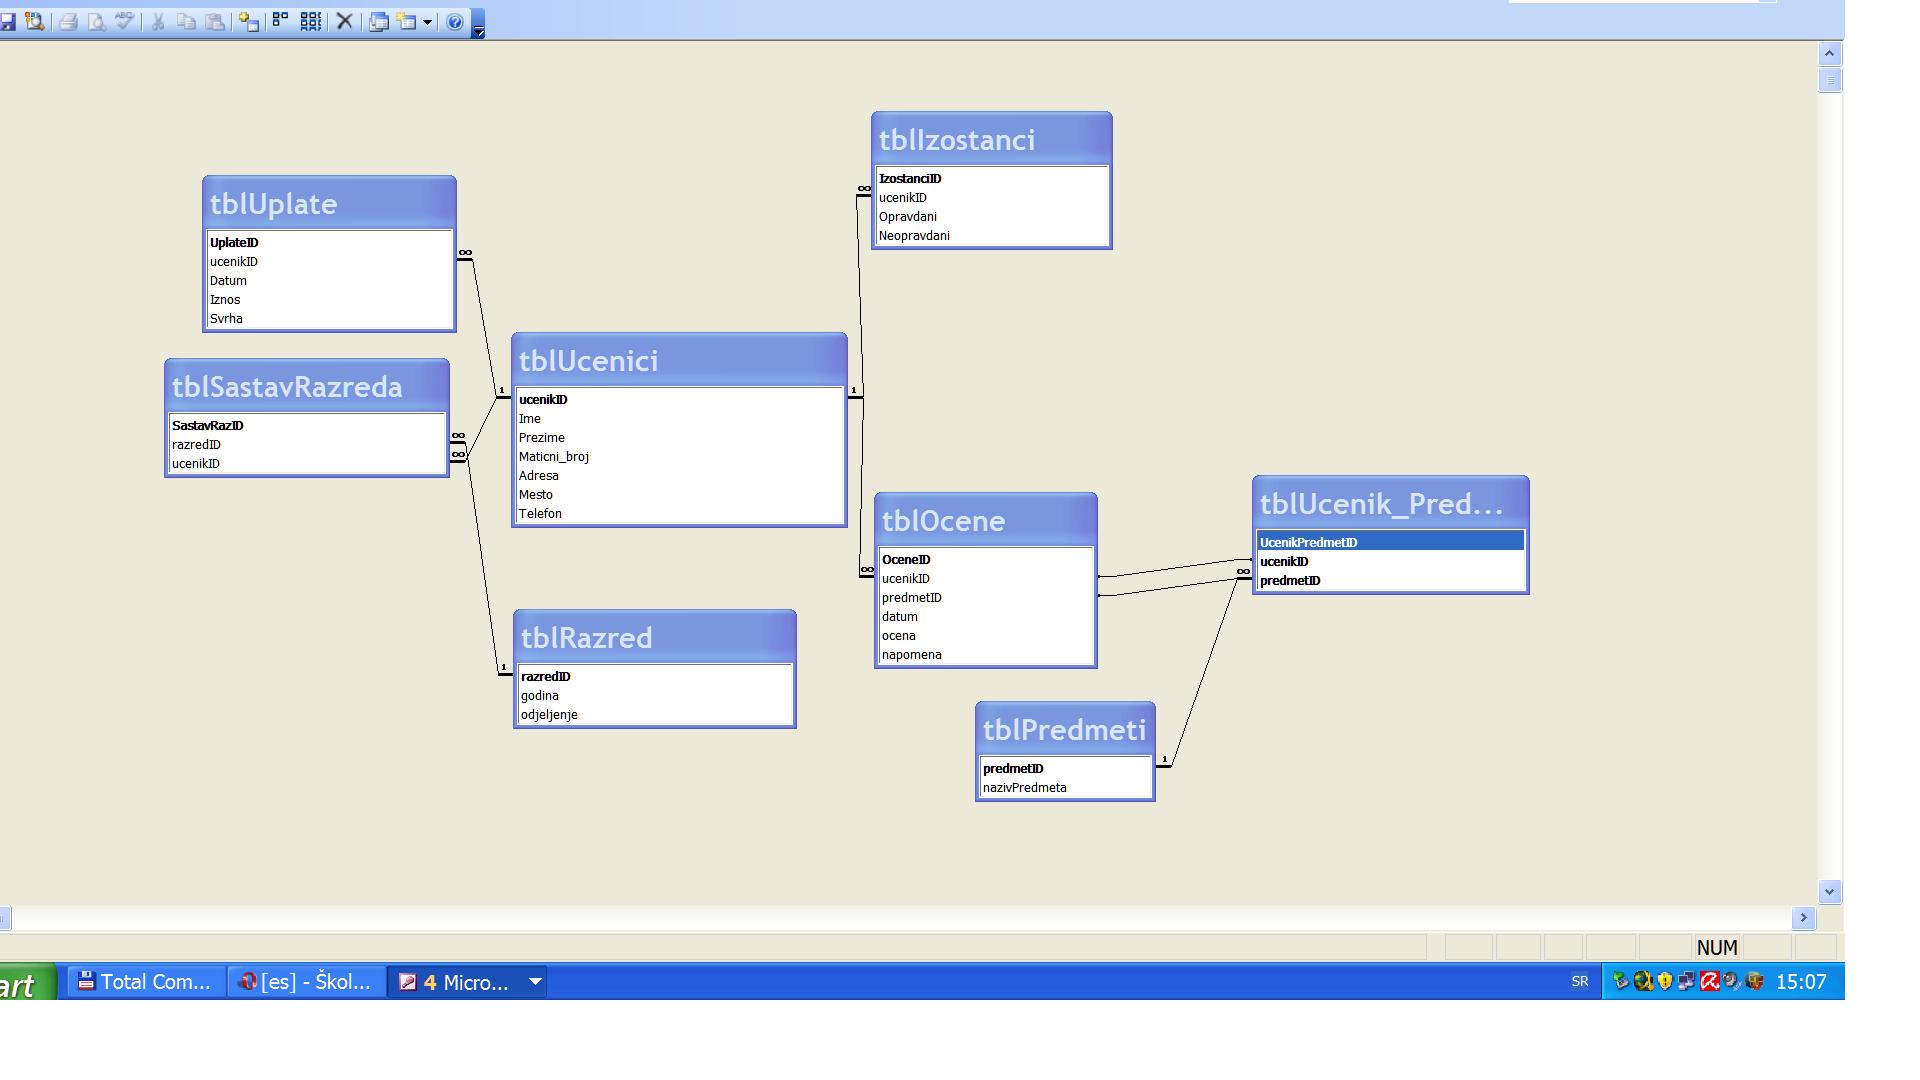 tblIzostanci
IzostanciID
ucenikID
Opravdani
Neopravdani
tblUplate
UplateID
ucenikID
Datum
Iznos
Svrha
tblSastavRazreda
SastavRazID
razredID
ucenikID
tblUcenici
ucenikID
Ime
Prezime
Maticni_broj
Adresa
Mesto
Telefon
tblOcene
OceneID
ucenikID
predmetID
datum
ocena
napomena
tblUcenik_Pred...
UcenikPredmetID
ucenikID
predmetID
tblRazred
razredID
godina
odjeljenje
tblPredmeti
predmetID
nazivPredmeta
∞
∞
∞
∞
∞
∞
1
1
1
1
NUM
art
Total Com...
[es] - Škol...
4 Micro...
SR
15:07